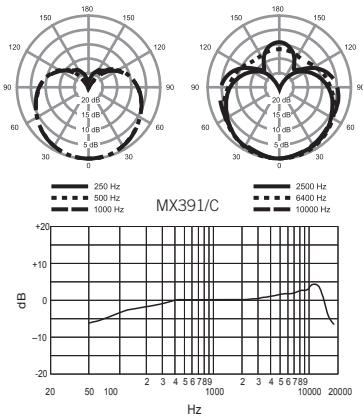 150 150
120 120
90 90
60 60
30 30
0
20 dB
15 dB
10 dB
5 dB
250 Hz
500 Hz
1000 Hz
150 150
120 120
90 90
60 60
30 30
0
20 dB
15 dB
10 dB
5 dB
2500 Hz
6400 Hz
10000 Hz
MX391/C
dB
+20
+10
0
–10
-20
2 3 4 5 6 7 8 9 2 3 4 5 6 7 8 9
20 50 100 1000 10000 20000
Hz